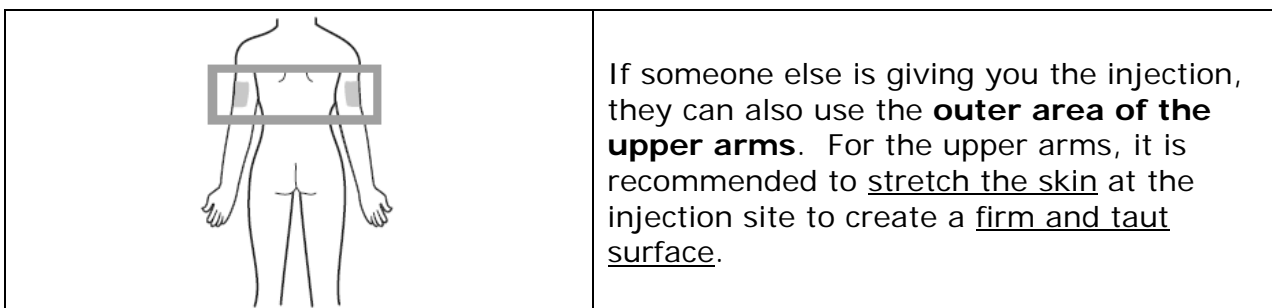 If someone else is giving you the injection,
they can also use the outer area of the
upper arms.  For the upper arms, it is
recommended to stretch the skin at the
injection site to create a firm and taut
surface.